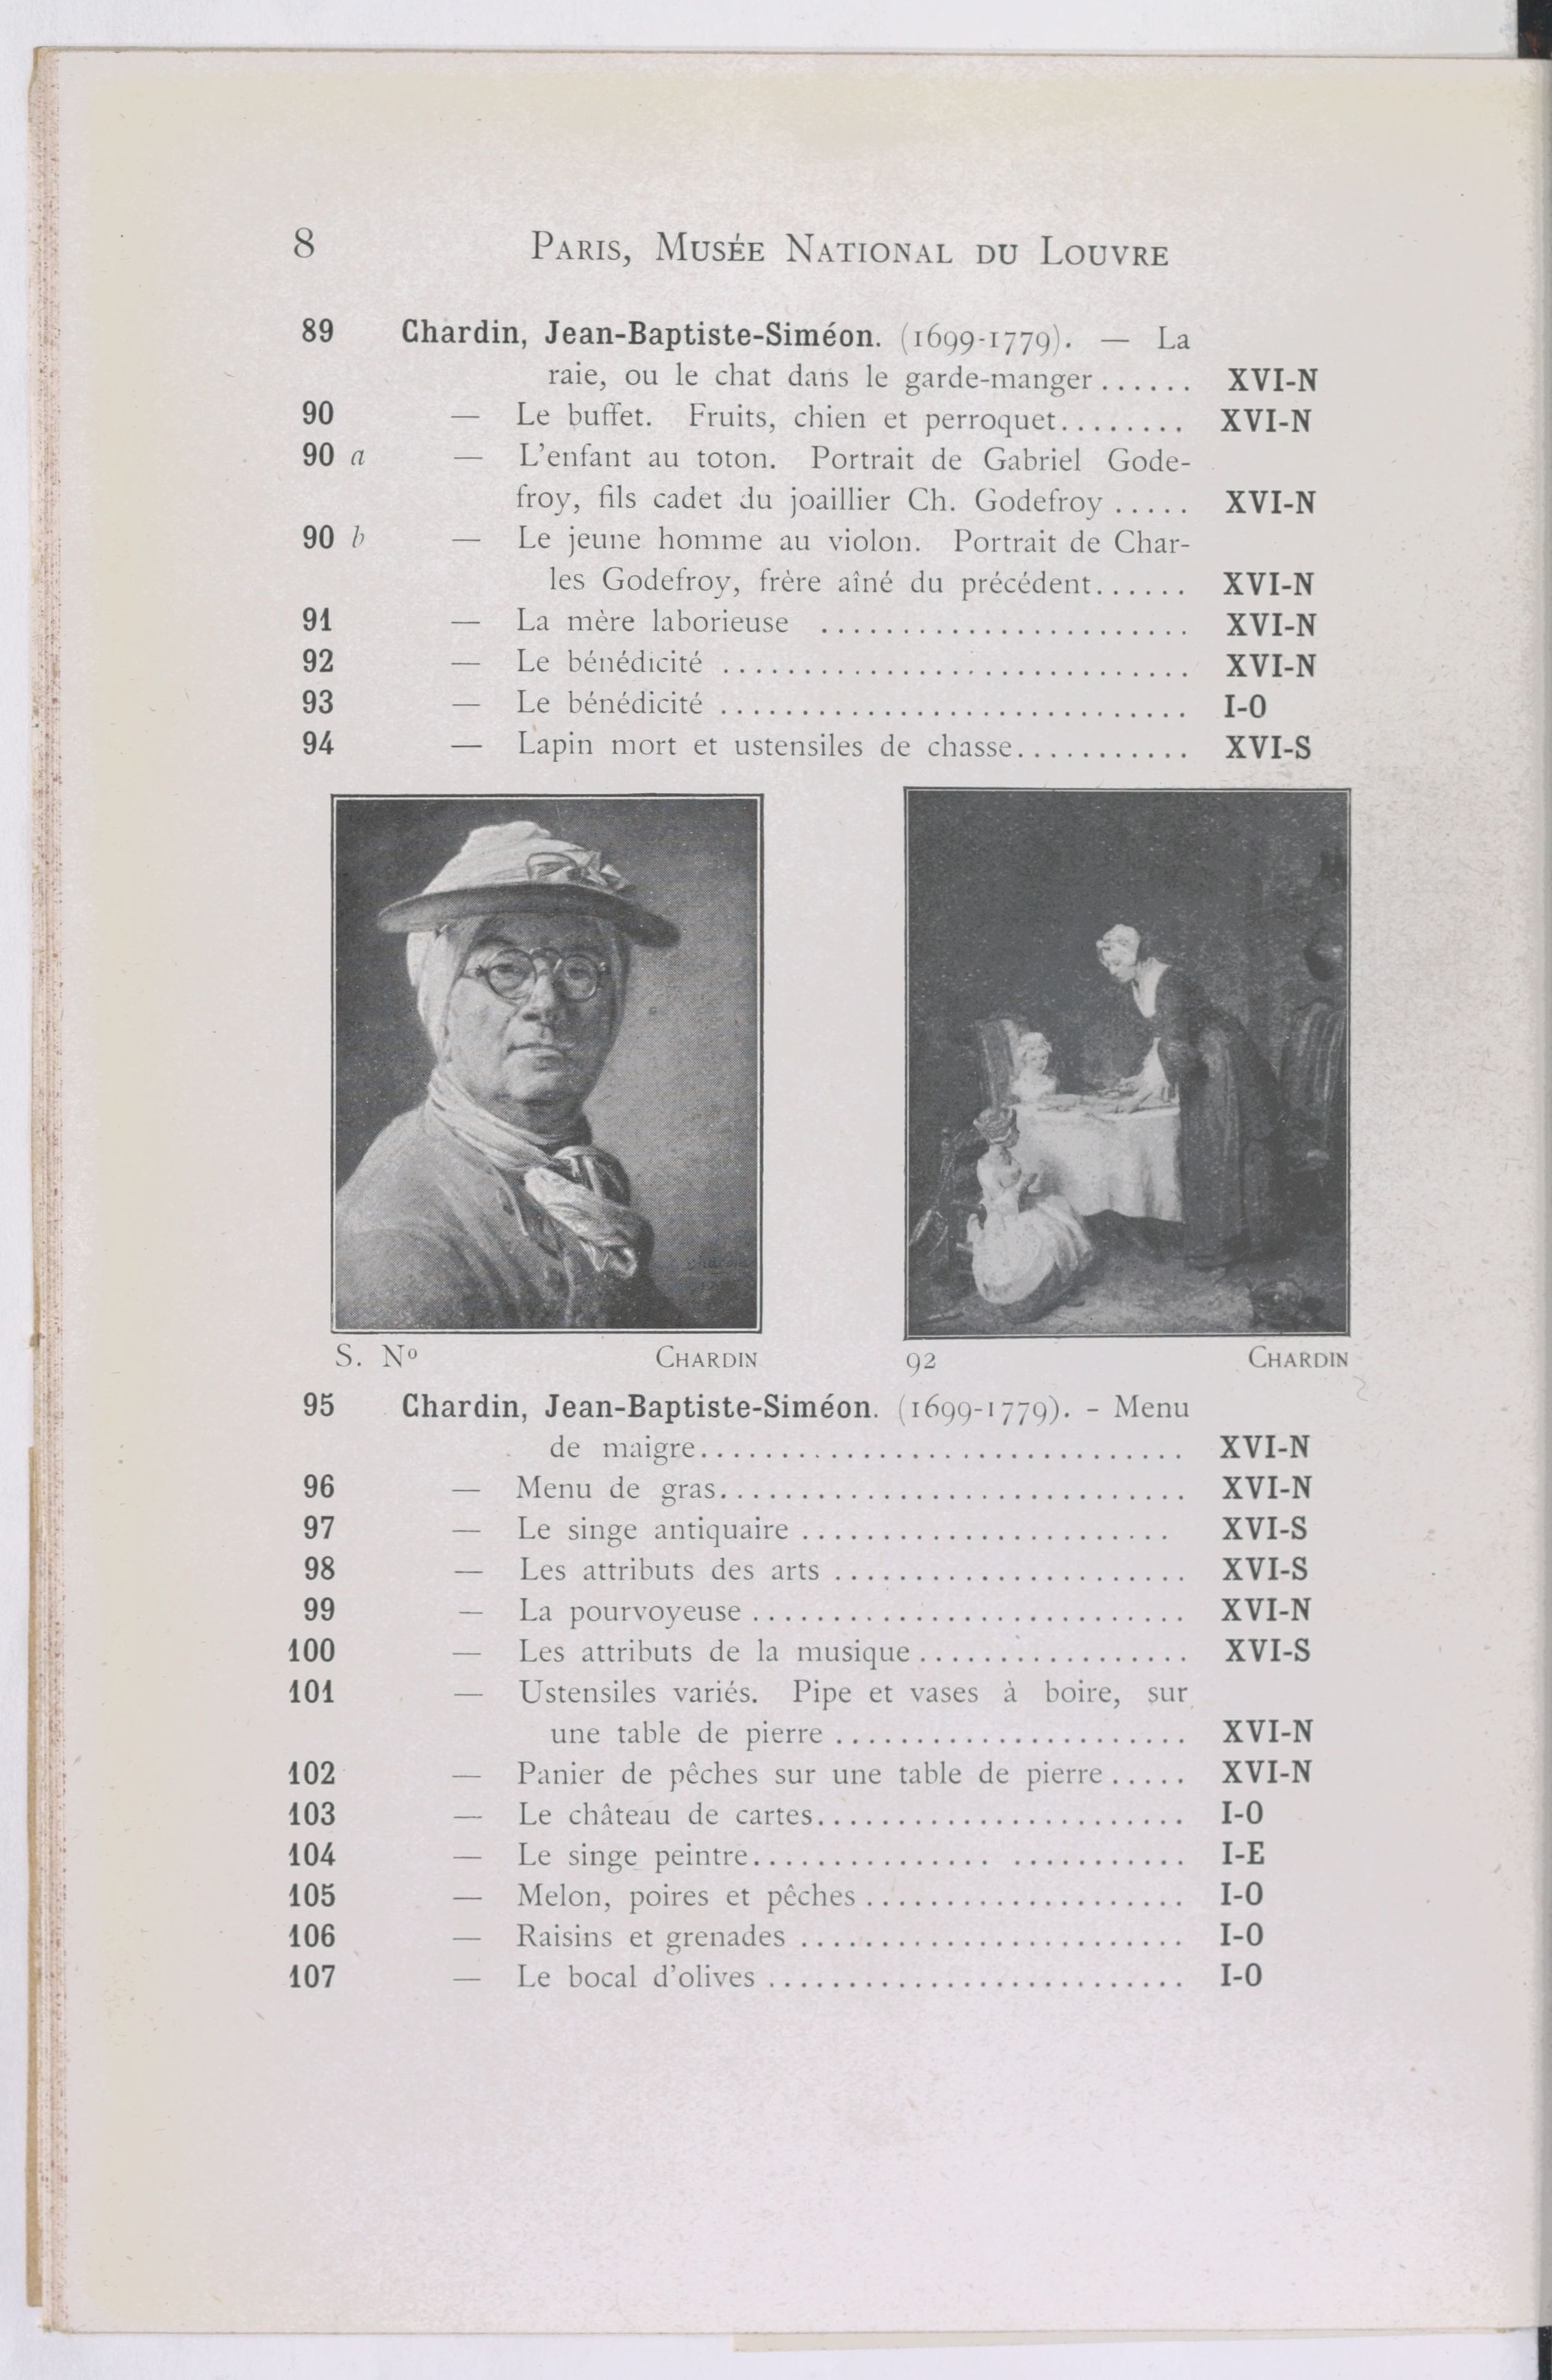 8 PARIS, MUSÉE NATIONAL DU LOUVRE
89 Chardin, Jean-Baptiste-Siméon. (1699-1779). — La
raie, ou le chat dans le garde-manger...... XVI-N
90 — Le buffet. Fruits, chien et perroquet........ XVI-N
90 a — L'enfant au toton. Portrait de Gabriel Gode-
froy, fils cadet du joaillier Ch. Godefroy ..... XVI-N
90 b — Le jeune homme au violon. Portrait de Char-
les Godefroy, frère aîné du précédent...... XVI-N
91 — La mère laborieuse ....................... XVI-N
92 — Le bénédicité ............................. XVI-N
93 — Le bénédicité ............................. I-O
94 — Lapin mort et ustensiles de chasse........... XVI-S
S. Nº CHARDIN
92 CHARDIN
95 Chardin, Jean-Baptiste-Siméon. (1699-1779). - Menu
de maigre.............................. XVI-N
96 — Menu de gras............................. XVI-N
97 — Le singe antiquaire ....................... XVI-S
98 — Les attributs des arts ...................... XVI-S
99 — La pourvoyeuse ........................... XVI-N
100 — Les attributs de la musique................. XVI-S
101 — Ustensiles variés. Pipe et vases à boire, sur
une table de pierre ...................... XVI-N
102 — Panier de pêches sur une table de pierre..... XVI-N
103 — Le château de cartes....................... I-O
104 — Le singe peintre............... ........... I-E
105 — Melon, poires et pêches .................... I-O
106 — Raisins et grenades ........................ I-O
107 — Le bocal d'olives .......................... I-O